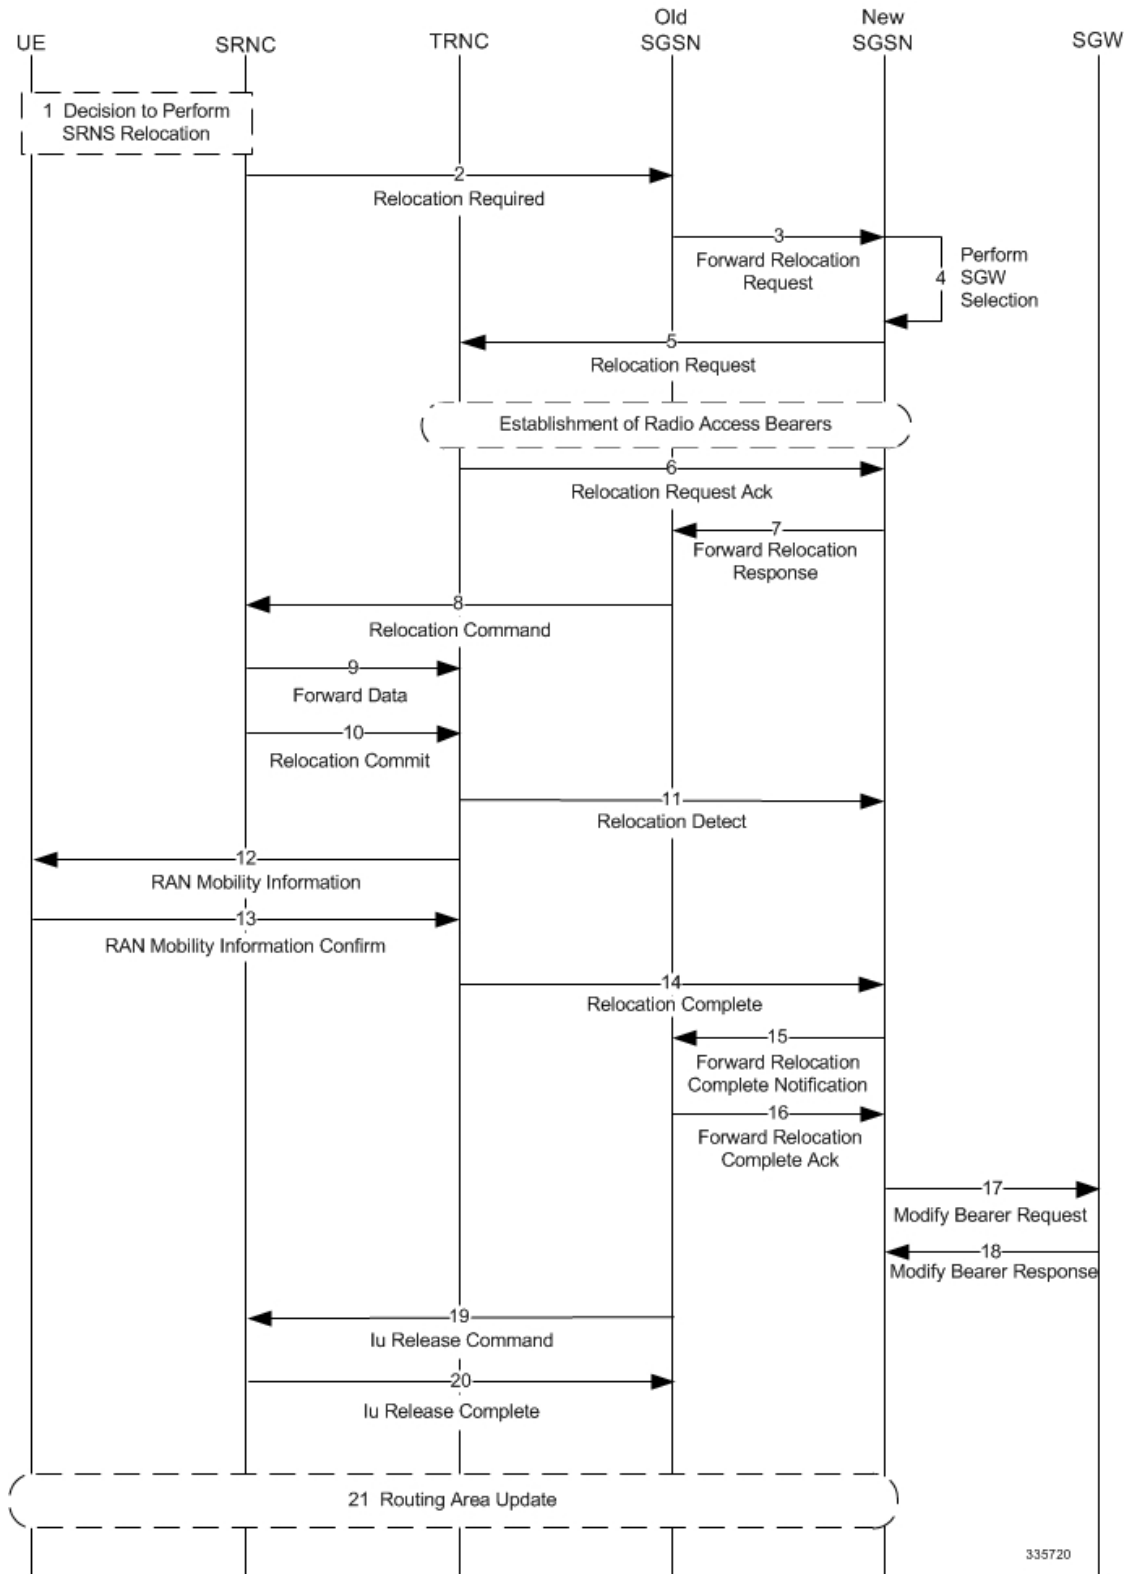 Old
New
UE
SRNC
TRNC
SGSN
SGSN
SGW
1 Decision to Perform
SRNS Relocation
2
Relocation Required
3
Forward Relocation
Request
Perform
4 SGW
Selection
5
Relocation Request
Establishment of Radio Access Bearers
6
Relocation Request Ack
7
Forward Relocation
Response
8
Relocation Command
9
Forward Data
10
Relocation Commit
11
Relocation Detect
12
RAN Mobility Information
13
RAN Mobility Information Confirm
14
Relocation Complete
15
Forward Relocation
Complete Notification
16
Forward Relocation
Complete Ack
17
Modify Bearer Request
18
Modify Bearer Response
19
Iu Release Command
20
Iu Release Complete
21 Routing Area Update
335720